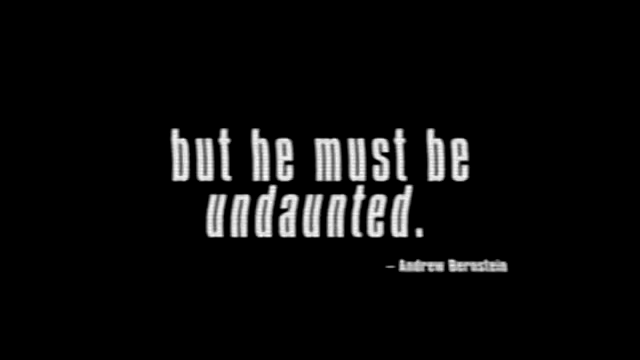 but he must be
undaunted.
– Andrew Bernstein